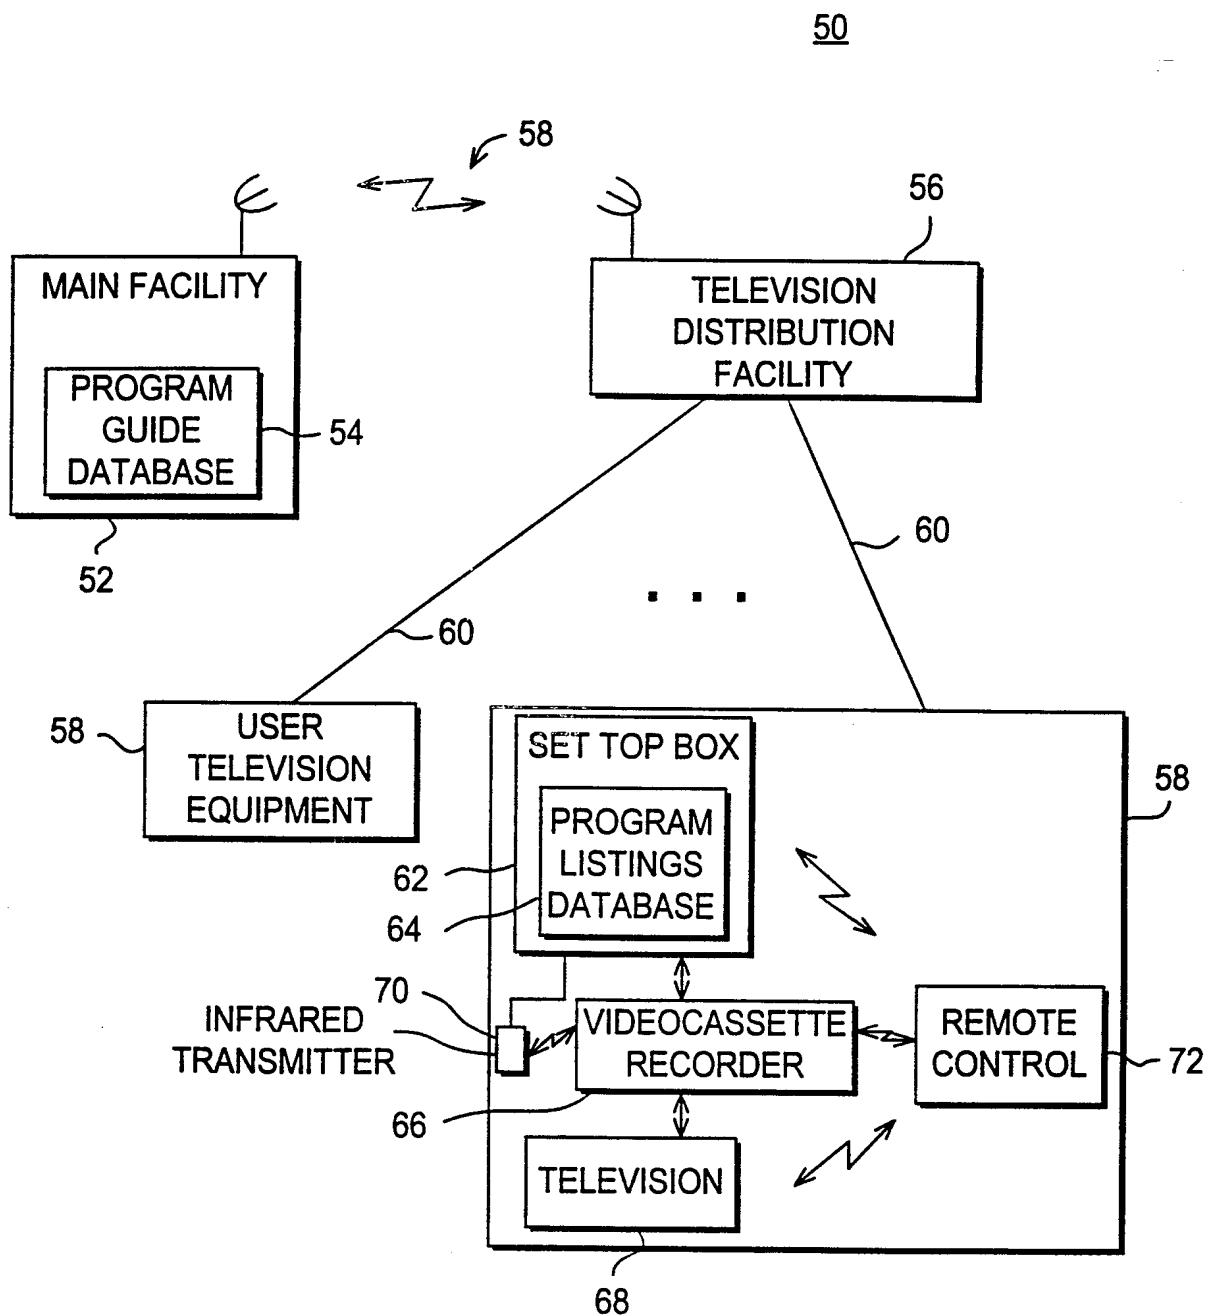 50
58
56
MAIN FACILITY
PROGRAM
GUIDE
DATABASE
54
52
TELEVISION
DISTRIBUTION
FACILITY
60
60
58
USER
TELEVISION
EQUIPMENT
SET TOP BOX
PROGRAM
LISTINGS
DATABASE
62
64
58
70
INFRARED
TRANSMITTER
VIDEOCASSETTE
RECORDER
66
REMOTE
CONTROL
72
TELEVISION
68